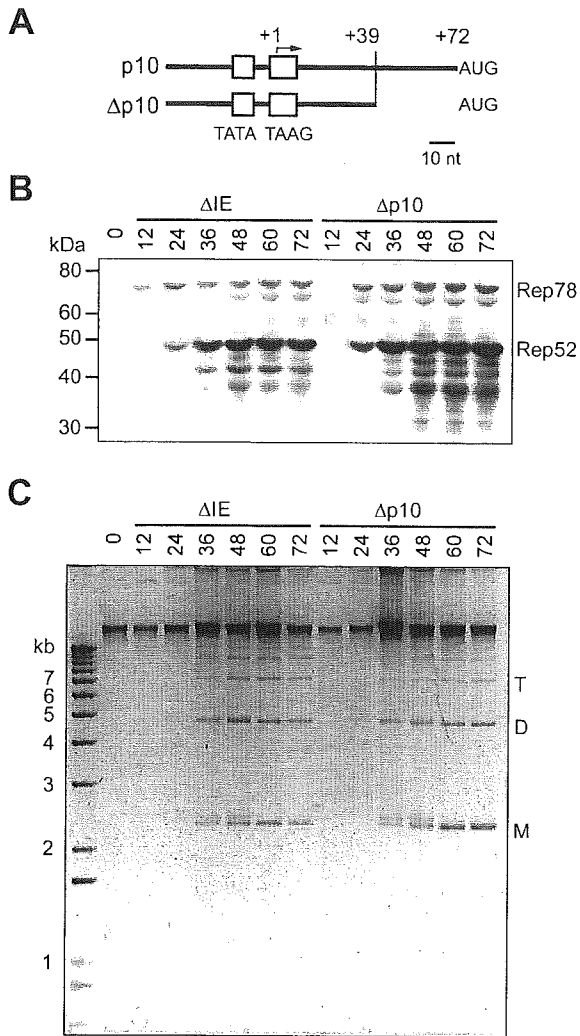 A
+1 +39 +72
p10 AUG
Δp10 AUG
TATA TAAG
10 nt
B
ΔIE Δp10
kDa 0 12 24 36 48 60 72 12 24 36 48 60 72
80
Rep78
60
50
Rep52
40
30
C
ΔIE Δp10
0 12 24 36 48 60 72 12 24 36 48 60 72
kb
7 T
6
5 D
4
3
M
2
1